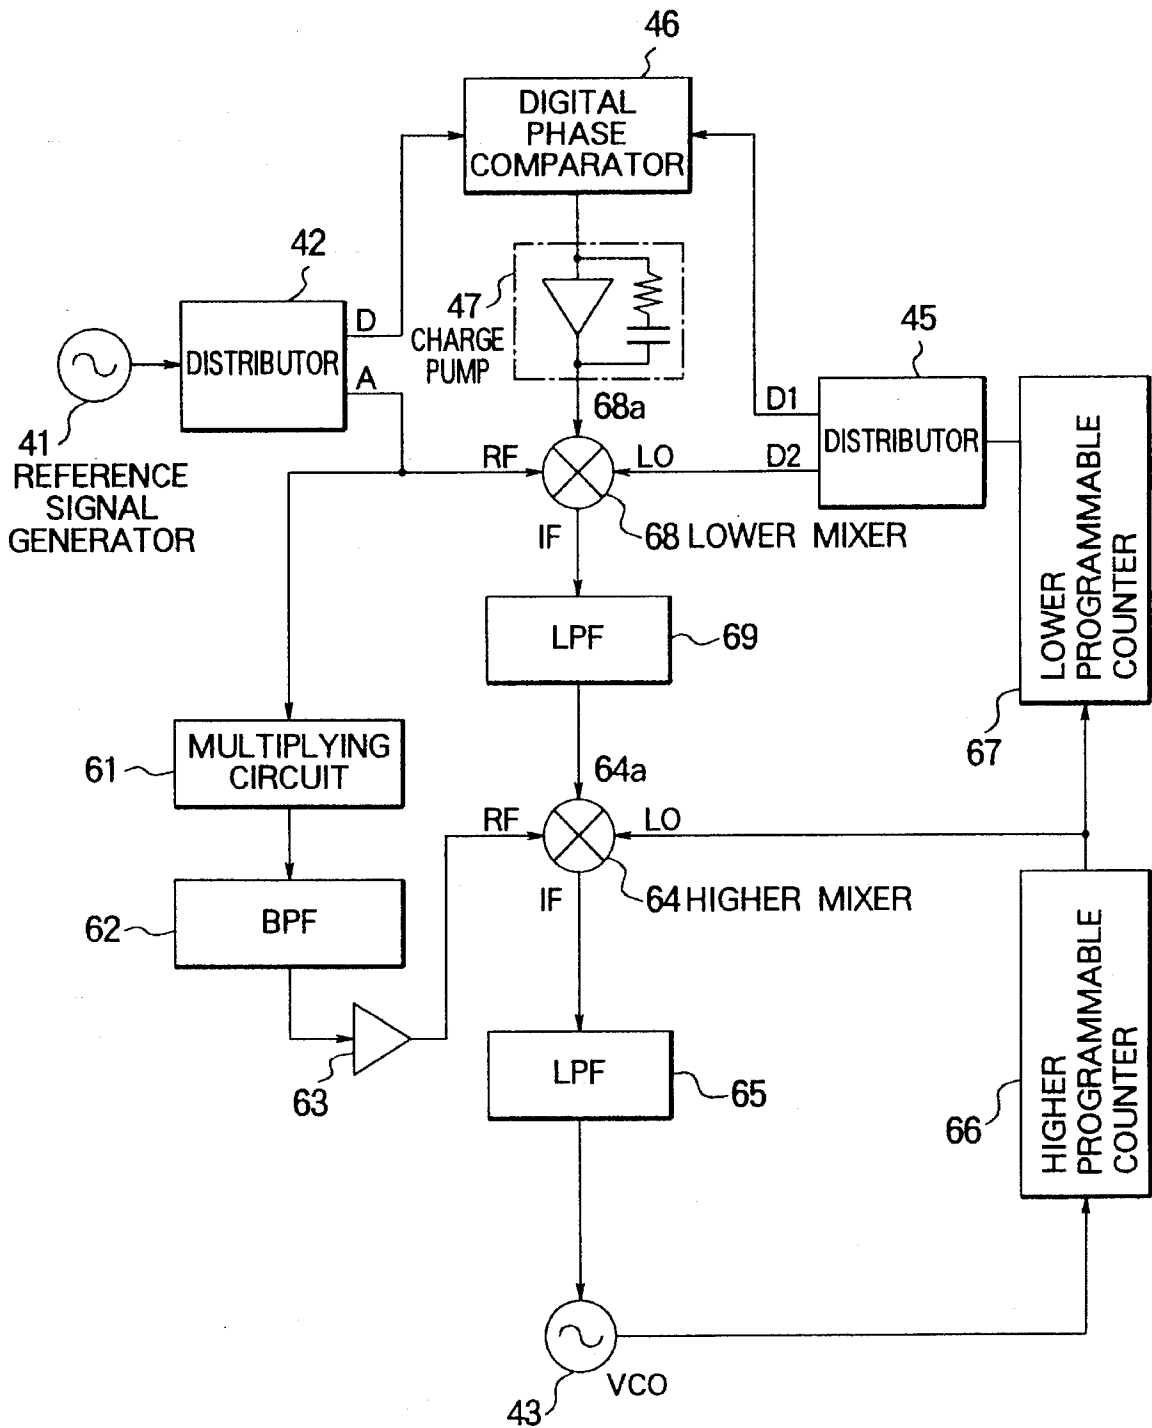 46
DIGITAL
PHASE
COMPARATOR
42
D
DISTRIBUTOR
A
41
REFERENCE
SIGNAL
GENERATOR
47
CHARGE
PUMP
68a
45
D1
DISTRIBUTOR
D2
RF
LO
IF
68 LOWER MIXER
LOWER
PROGRAMMABLE
COUNTER
67
LPF
69
61
MULTIPLYING
CIRCUIT
64a
RF
LO
IF
64 HIGHER MIXER
62
BPF
63
LPF
65
66
HIGHER
PROGRAMMABLE
COUNTER
43
VCO